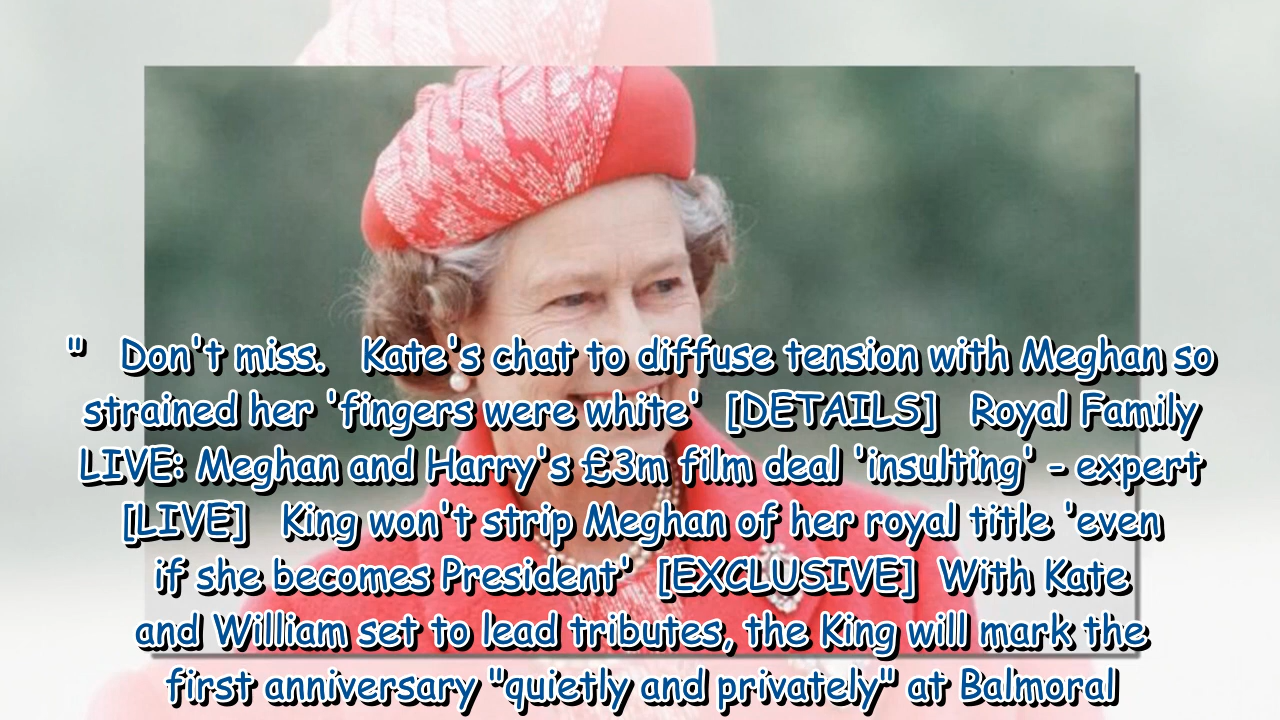 " Don't miss. Kate's chat to diffuse tension with Meghan so
strained her 'fingers were white' [DETAILS] Royal Family
LIVE: Meghan and Harry's £3m film deal 'insulting' - expert
[LIVE] King won't strip Meghan of her royal title 'even
if she becomes President' [EXCLUSIVE] With Kate
and William set to lead tributes, the King will mark the
first anniversary "quietly and privately" at Balmoral